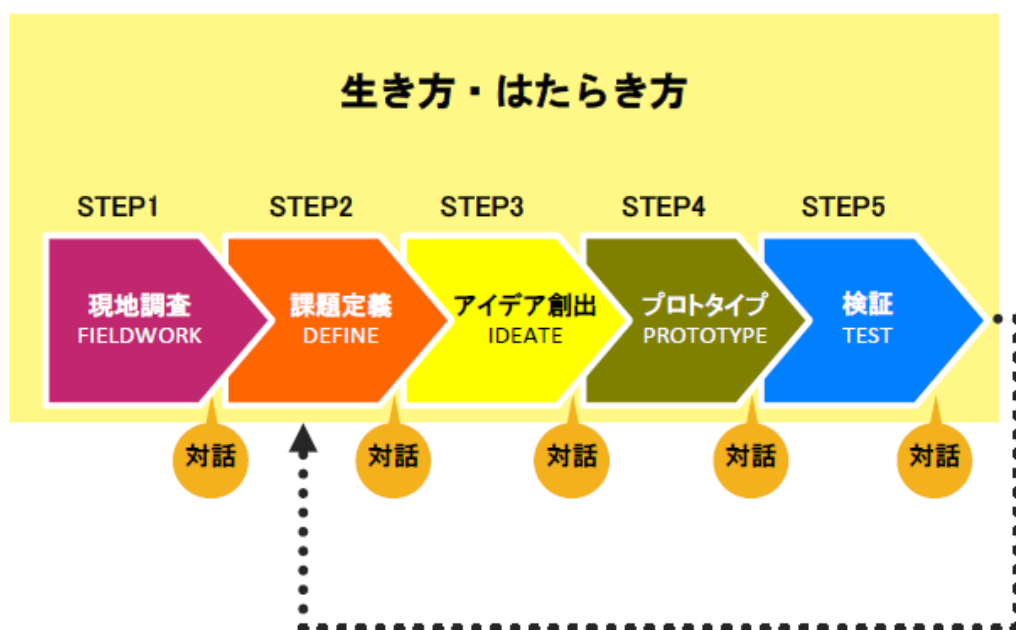 生き方・はたらき方
STEP1
STEP2
STEP3
STEP4
STEP5
現地調査
FIELDWORK
課題定義
DEFINE
アイデア創出
IDEATE
プロトタイプ
PROTOTYPE
検証
TEST
対話
対話
対話
対話
対話